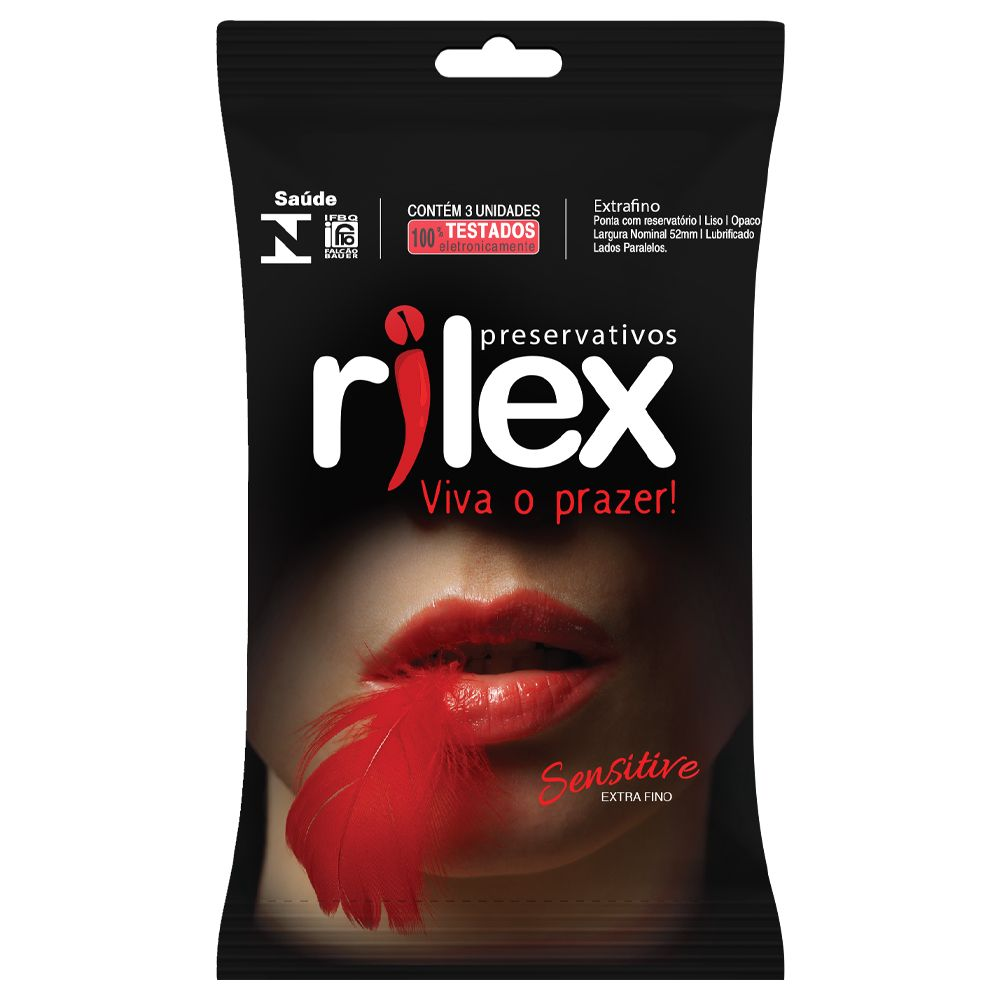 Saúde
IFBQ
FALCÃO
BAUER
CONTÉM 3 UNIDADES
100% TESTADOS
eletronicamente
Extrafino
Ponta com reservatório | Liso | Opaco
Largura Nominal 52mm | Lubrificado
Lados Paralelos.
preservativos
rilex
Viva o prazer!
Sensitive
EXTRA FINO